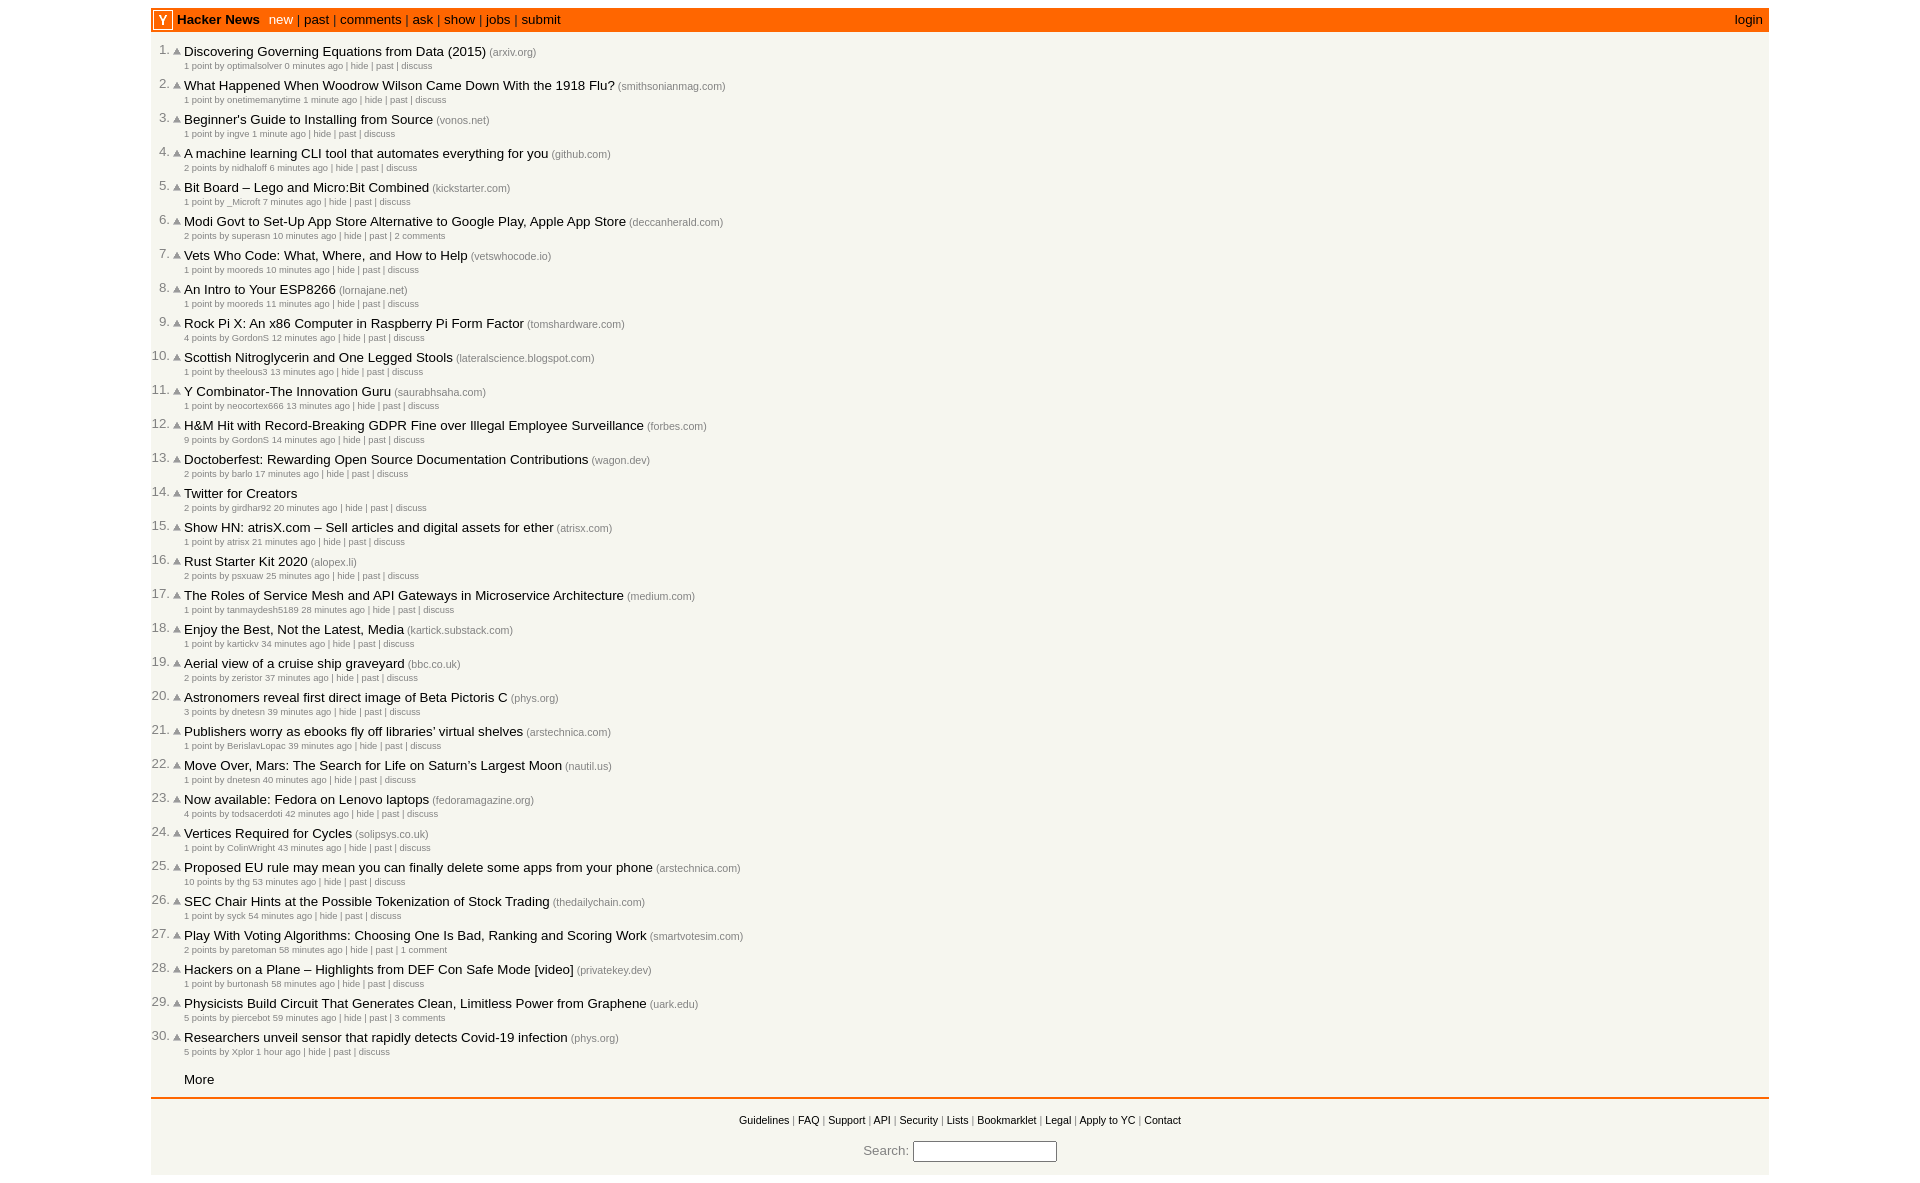 Y Hacker News new | past | comments | ask | show | jobs | submit login
1. Discovering Governing Equations from Data (2015) (arxiv.org)
1 point by optimalsolver 0 minutes ago | hide | past | discuss
2. What Happened When Woodrow Wilson Came Down With the 1918 Flu? (smithsonianmag.com)
1 point by onetimemanytime 1 minute ago | hide | past | discuss
3. Beginner's Guide to Installing from Source (vonos.net)
1 point by ingve 1 minute ago | hide | past | discuss
4. A machine learning CLI tool that automates everything for you (github.com)
2 points by nidhaloff 6 minutes ago | hide | past | discuss
5. Bit Board – Lego and Micro:Bit Combined (kickstarter.com)
1 point by _Microft 7 minutes ago | hide | past | discuss
6. Modi Govt to Set-Up App Store Alternative to Google Play, Apple App Store (deccanherald.com)
2 points by superasn 10 minutes ago | hide | past | 2 comments
7. Vets Who Code: What, Where, and How to Help (vetswhocode.io)
1 point by mooreds 10 minutes ago | hide | past | discuss
8. An Intro to Your ESP8266 (lornajane.net)
1 point by mooreds 11 minutes ago | hide | past | discuss
9. Rock Pi X: An x86 Computer in Raspberry Pi Form Factor (tomshardware.com)
4 points by GordonS 12 minutes ago | hide | past | discuss
10. Scottish Nitroglycerin and One Legged Stools (lateralscience.blogspot.com)
1 point by theelous3 13 minutes ago | hide | past | discuss
11. Y Combinator-The Innovation Guru (saurabhsaha.com)
1 point by neocortex666 13 minutes ago | hide | past | discuss
12. H&M Hit with Record-Breaking GDPR Fine over Illegal Employee Surveillance (forbes.com)
9 points by GordonS 14 minutes ago | hide | past | discuss
13. Doctoberfest: Rewarding Open Source Documentation Contributions (wagon.dev)
2 points by barlo 17 minutes ago | hide | past | discuss
14. Twitter for Creators
2 points by girdhar92 20 minutes ago | hide | past | discuss
15. Show HN: atrisX.com – Sell articles and digital assets for ether (atrisx.com)
1 point by atrisx 21 minutes ago | hide | past | discuss
16. Rust Starter Kit 2020 (alopex.li)
2 points by psxuaw 25 minutes ago | hide | past | discuss
17. The Roles of Service Mesh and API Gateways in Microservice Architecture (medium.com)
1 point by tanmaydesh5189 28 minutes ago | hide | past | discuss
18. Enjoy the Best, Not the Latest, Media (kartick.substack.com)
1 point by kartickv 34 minutes ago | hide | past | discuss
19. Aerial view of a cruise ship graveyard (bbc.co.uk)
2 points by zeristor 37 minutes ago | hide | past | discuss
20. Astronomers reveal first direct image of Beta Pictoris C (phys.org)
3 points by dnetesn 39 minutes ago | hide | past | discuss
21. Publishers worry as ebooks fly off libraries' virtual shelves (arstechnica.com)
1 point by BerislavLopac 39 minutes ago | hide | past | discuss
22. Move Over, Mars: The Search for Life on Saturn's Largest Moon (nautil.us)
1 point by dnetesn 40 minutes ago | hide | past | discuss
23. Now available: Fedora on Lenovo laptops (fedoramagazine.org)
4 points by todsacerdoti 42 minutes ago | hide | past | discuss
24. Vertices Required for Cycles (solipsys.co.uk)
1 point by ColinWright 43 minutes ago | hide | past | discuss
25. Proposed EU rule may mean you can finally delete some apps from your phone (arstechnica.com)
10 points by thg 53 minutes ago | hide | past | discuss
26. SEC Chair Hints at the Possible Tokenization of Stock Trading (thedailychain.com)
1 point by syck 54 minutes ago | hide | past | discuss
27. Play With Voting Algorithms: Choosing One Is Bad, Ranking and Scoring Work (smartvotesim.com)
2 points by paretoman 58 minutes ago | hide | past | 1 comment
28. Hackers on a Plane – Highlights from DEF Con Safe Mode [video] (privatekey.dev)
1 point by burtonash 58 minutes ago | hide | past | discuss
29. Physicists Build Circuit That Generates Clean, Limitless Power from Graphene (uark.edu)
5 points by piercebot 59 minutes ago | hide | past | 3 comments
30. Researchers unveil sensor that rapidly detects Covid-19 infection (phys.org)
5 points by Xplor 1 hour ago | hide | past | discuss
More
Guidelines | FAQ | Support | API | Security | Lists | Bookmarklet | Legal | Apply to YC | Contact
Search: